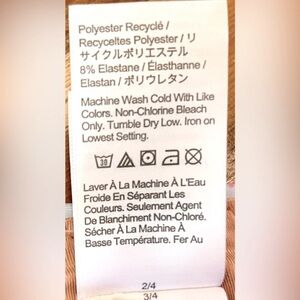 Polyester Recyclé /
Recyceltes Polyester / リ
サイクルポリエステル
8% Elastane / Élasthanne /
Elastan / ポリウレタン
Machine Wash Cold With Like
Colors. Non-Chlorine Bleach
Only. Tumble Dry Low. Iron on
Lowest Setting.
30
Laver À La Machine À L'Eau
Froide En Séparant Les
Couleurs. Seulement Agent
De Blanchiment Non-Chloré.
Sécher À La Machine À
Basse Température. Fer Au
2/4
3/4